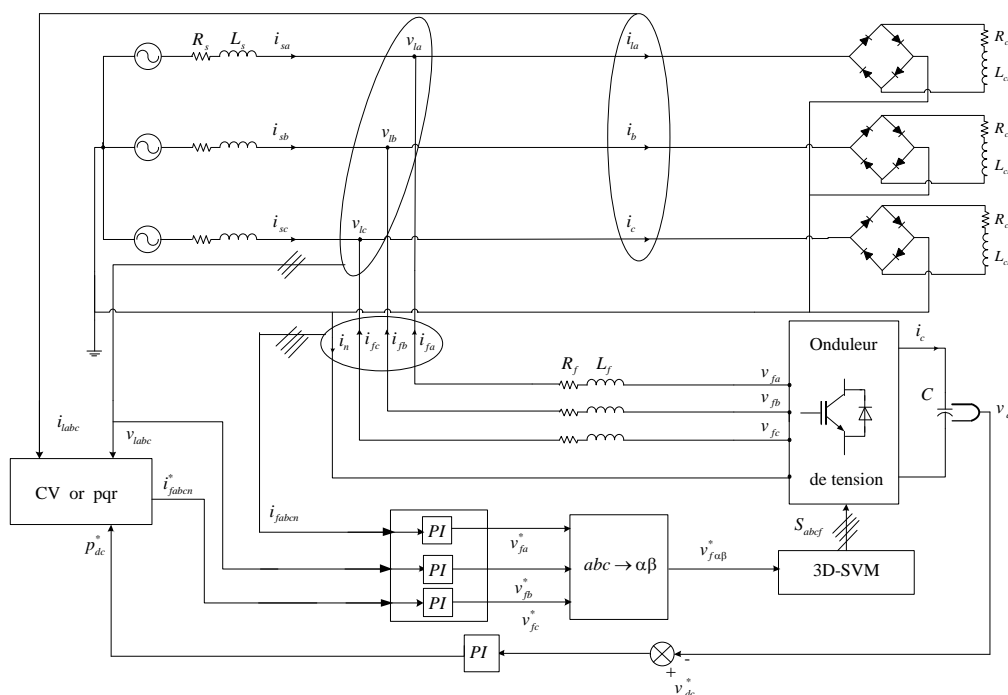 R_s L_s i_sa v_la i_la
R_c
L_c
i_sb v_lb i_b
R_c
L_c
i_sc v_lc i_c
R_c
L_c
i_n i_fc i_fb i_fa
R_f L_f
v_fa
v_fb
v_fc
Onduleur
de tension
i_c
C
i_labc
v_labc
CV or pqr
i*_fabcn
p*_dc
i_fabcn
PI
PI
PI
v*_fa
v*_fb
v*_fc
abc → αβ
v*_fαβ
S_abcf
3D-SVM
PI
-
+
v*_dc